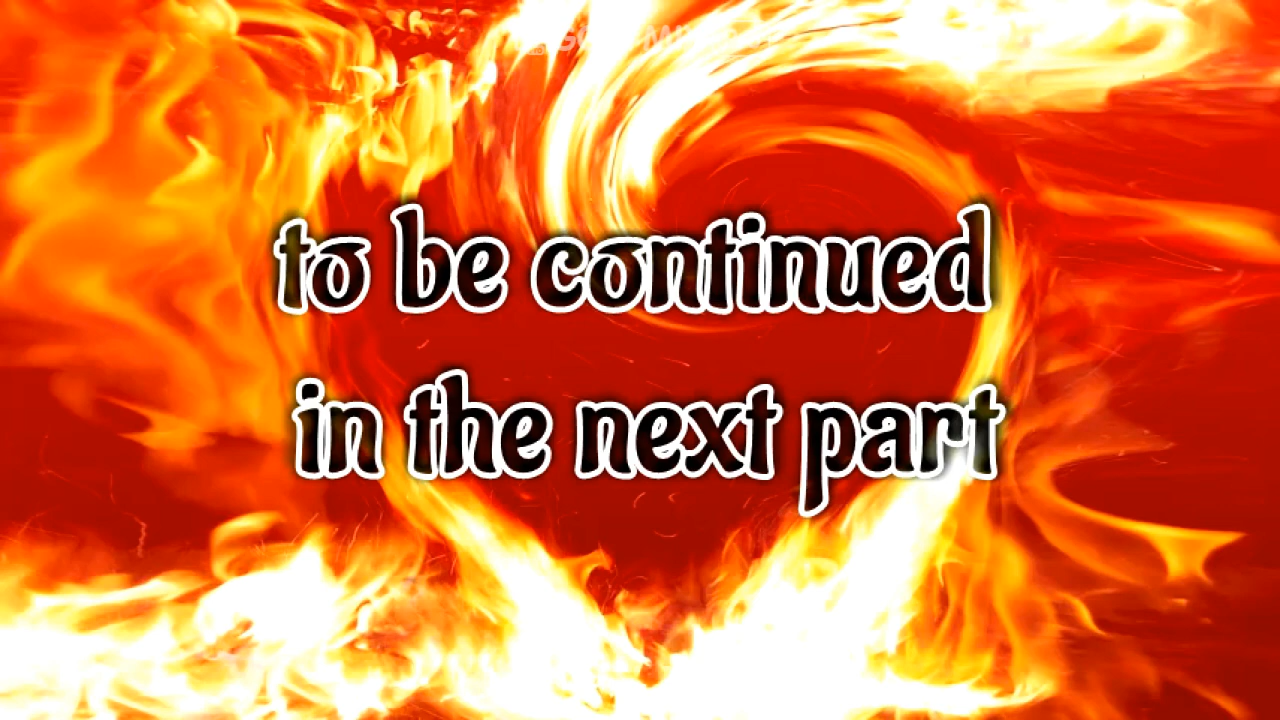 to be continued
in the next part